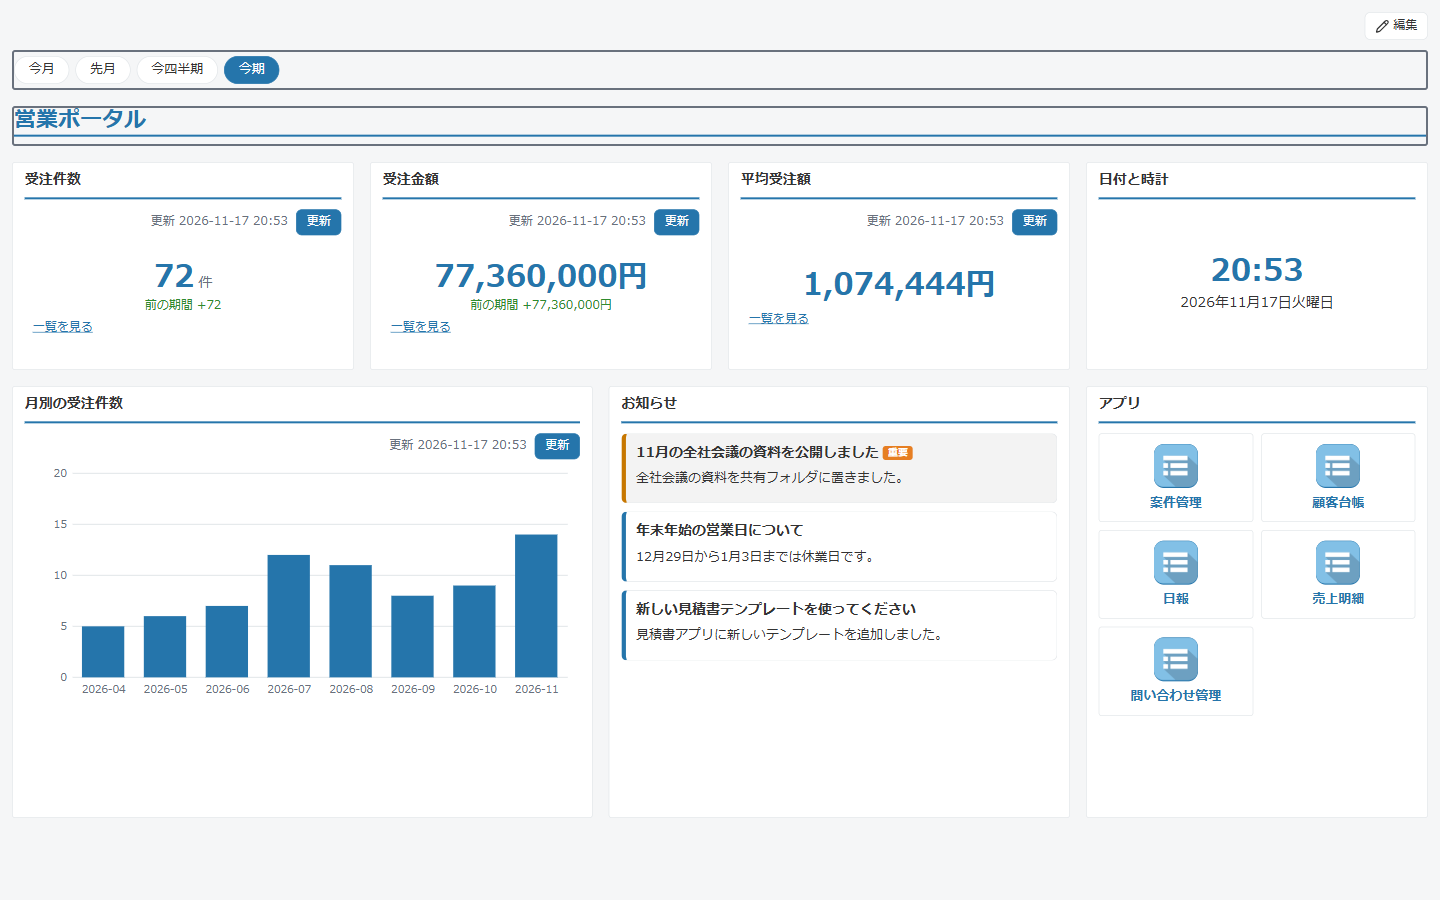 編集
今月 先月 今四半期 今期
営業ポータル
受注件数
更新 2026-11-17 20:53 更新
72 件
前の期間 +72
一覧を見る
受注金額
更新 2026-11-17 20:53 更新
77,360,000円
前の期間 +77,360,000円
一覧を見る
平均受注額
更新 2026-11-17 20:53 更新
1,074,444円
一覧を見る
日付と時計
20:53
2026年11月17日火曜日
月別の受注件数
更新 2026-11-17 20:53 更新
20
15
10
5
0
2026-04 2026-05 2026-06 2026-07 2026-08 2026-09 2026-10 2026-11
お知らせ
11月の全社会議の資料を公開しました 重要
全社会議の資料を共有フォルダに置きました。
年末年始の営業日について
12月29日から1月3日までは休業日です。
新しい見積書テンプレートを使ってください
見積書アプリに新しいテンプレートを追加しました。
アプリ
案件管理 顧客台帳
日報 売上明細
問い合わせ管理